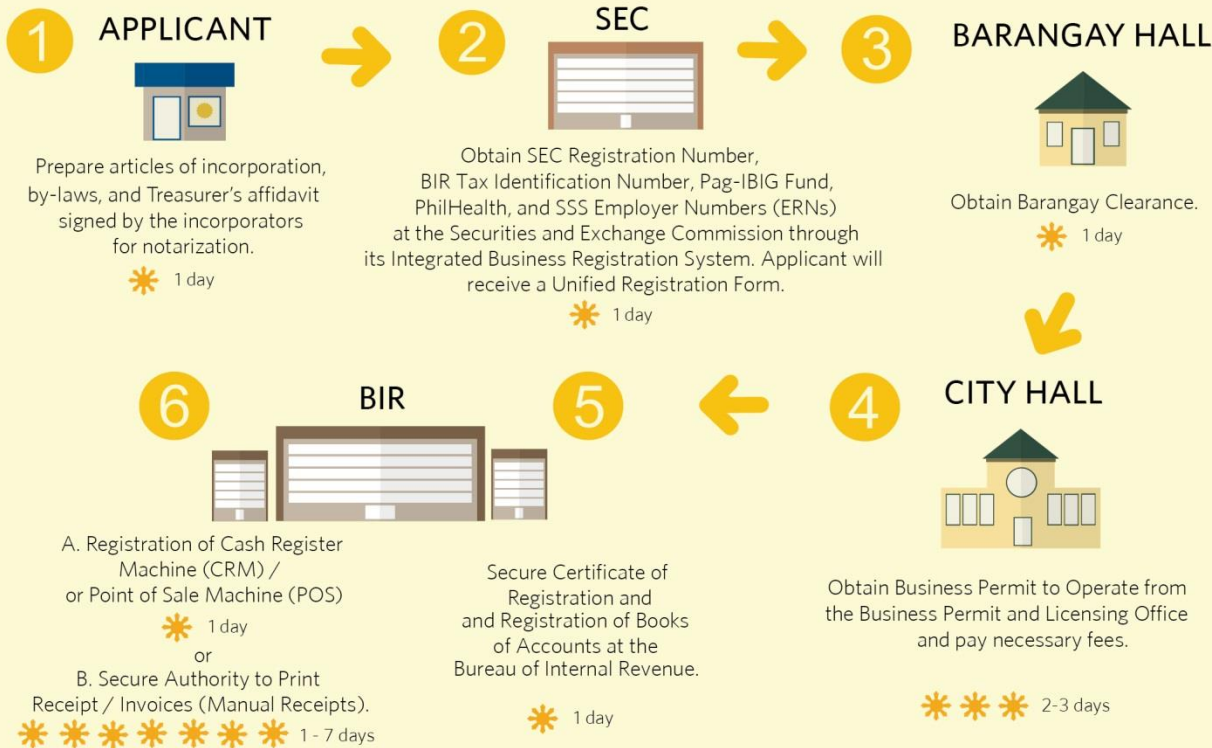 1
APPLICANT
Prepare articles of incorporation,
by-laws, and Treasurer's affidavit
signed by the incorporators
for notarization.
1 day
2
SEC
Obtain SEC Registration Number,
BIR Tax Identification Number, Pag-IBIG Fund,
PhilHealth, and SSS Employer Numbers (ERNs)
at the Securities and Exchange Commission through
its Integrated Business Registration System. Applicant will
receive a Unified Registration Form.
1 day
3
BARANGAY HALL
Obtain Barangay Clearance.
1 day
4
CITY HALL
Obtain Business Permit to Operate from
the Business Permit and Licensing Office
and pay necessary fees.
2-3 days
5
Secure Certificate of
Registration and
and Registration of Books
of Accounts at the
Bureau of Internal Revenue.
1 day
6
BIR
A. Registration of Cash Register
Machine (CRM) /
or Point of Sale Machine (POS)
1 day
or
B. Secure Authority to Print
Receipt / Invoices (Manual Receipts).
1 - 7 days